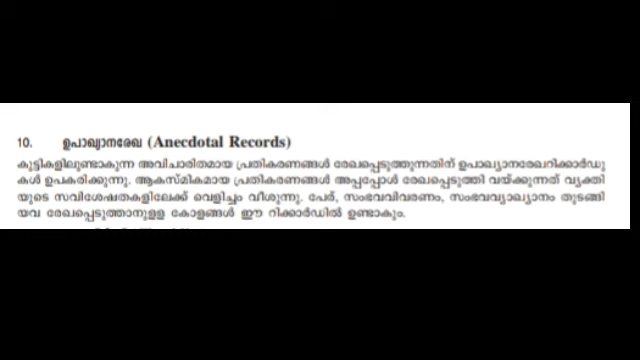 10. ഉപാഖ്യാനരേഖ (Anecdotal Records)
കുട്ടികളിലുണ്ടാകുന്ന അവിചാരിതമായ പ്രതികരണങ്ങൾ രേഖപ്പെടുത്തുന്നതിന് ഉപാഖ്യാനരേഖറിക്കാർഡു
കൾ ഉപകരിക്കുന്നു. ആകസ്മികമായ പ്രതികരണങ്ങൾ അപ്പപ്പോൾ രേഖപ്പെടുത്തി വയ്ക്കുന്നത് വ്യക്തി
യുടെ സവിശേഷതകളിലേക്ക് വെളിച്ചം വീശുന്നു. പേര്, സംഭവവിവരണം, സംഭവവ്യാഖ്യാനം തുടങ്ങി
യവ രേഖപ്പെടുത്താനുള്ള കോളങ്ങൾ ഈ റിക്കാർഡിൽ ഉണ്ടാകും.